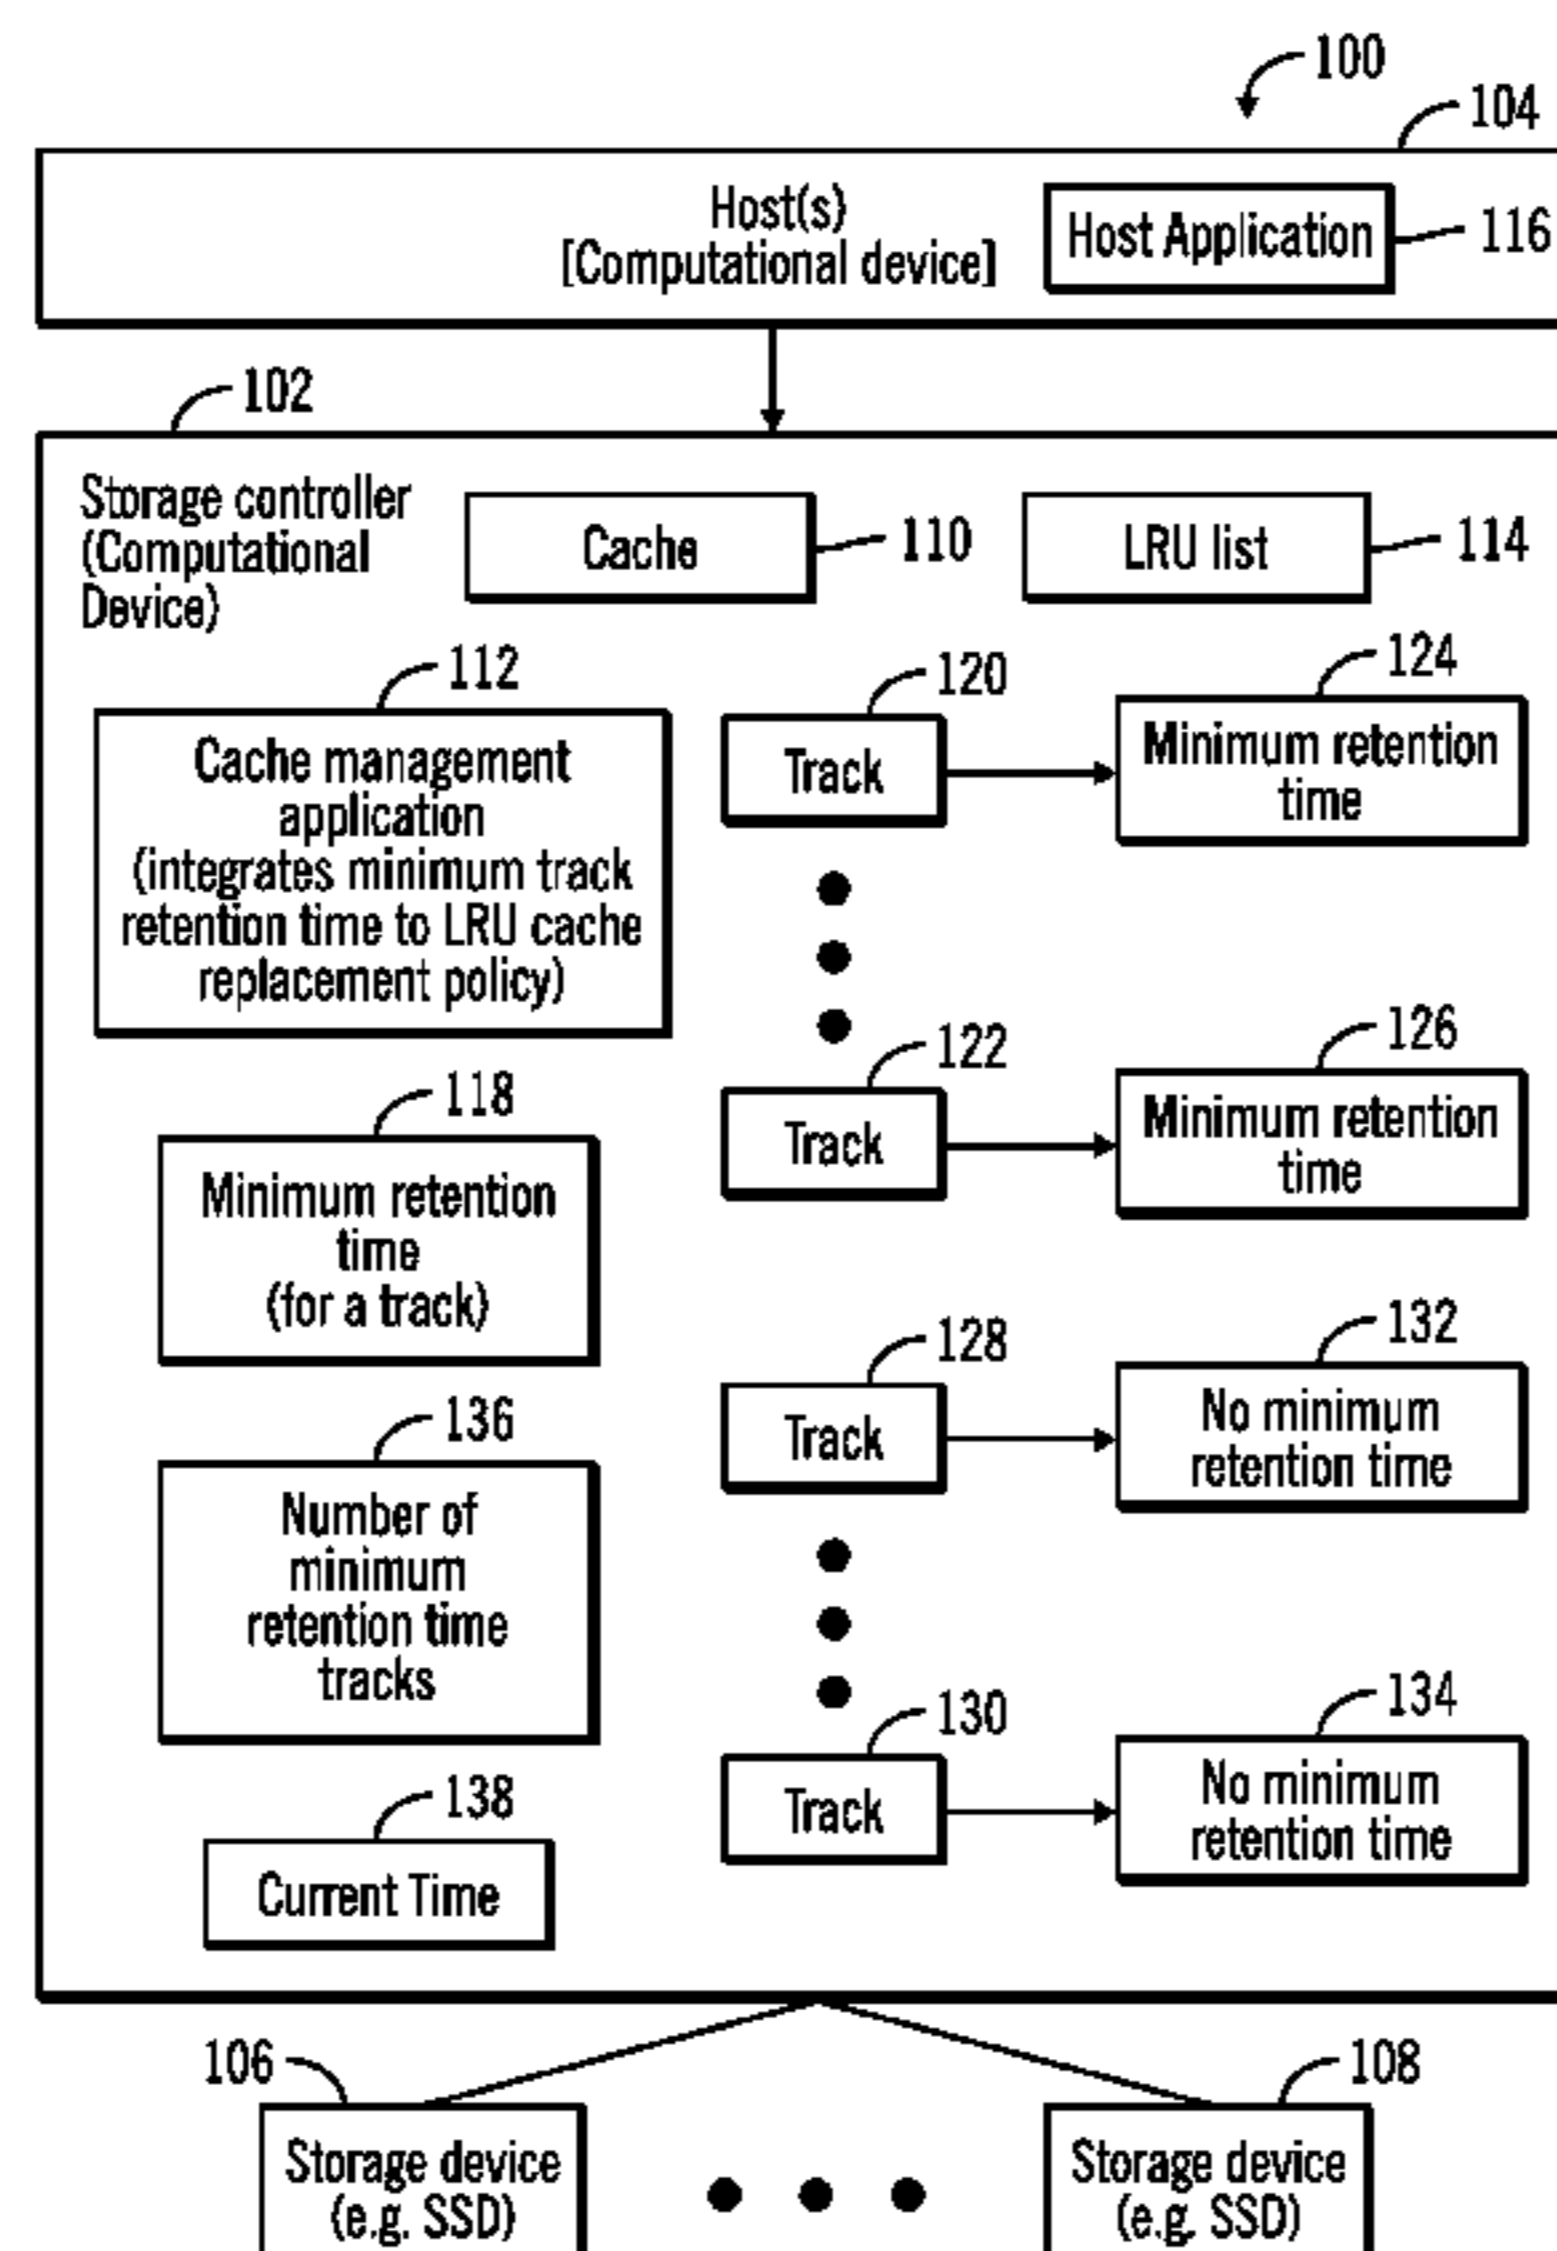 100
104
Host(s)
[Computational device]
Host Application
116
102
Storage controller
(Computational
Device)
Cache
110
LRU list
114
112
Cache management
application
(integrates minimum track
retention time to LRU cache
replacement policy)
120
Track
124
Minimum retention
time
122
Track
126
Minimum retention
time
118
Minimum retention
time
(for a track)
128
Track
132
No minimum
retention time
136
Number of
minimum
retention time
tracks
130
Track
134
No minimum
retention time
138
Current Time
106
Storage device
(e.g. SSD)
108
Storage device
(e.g. SSD)